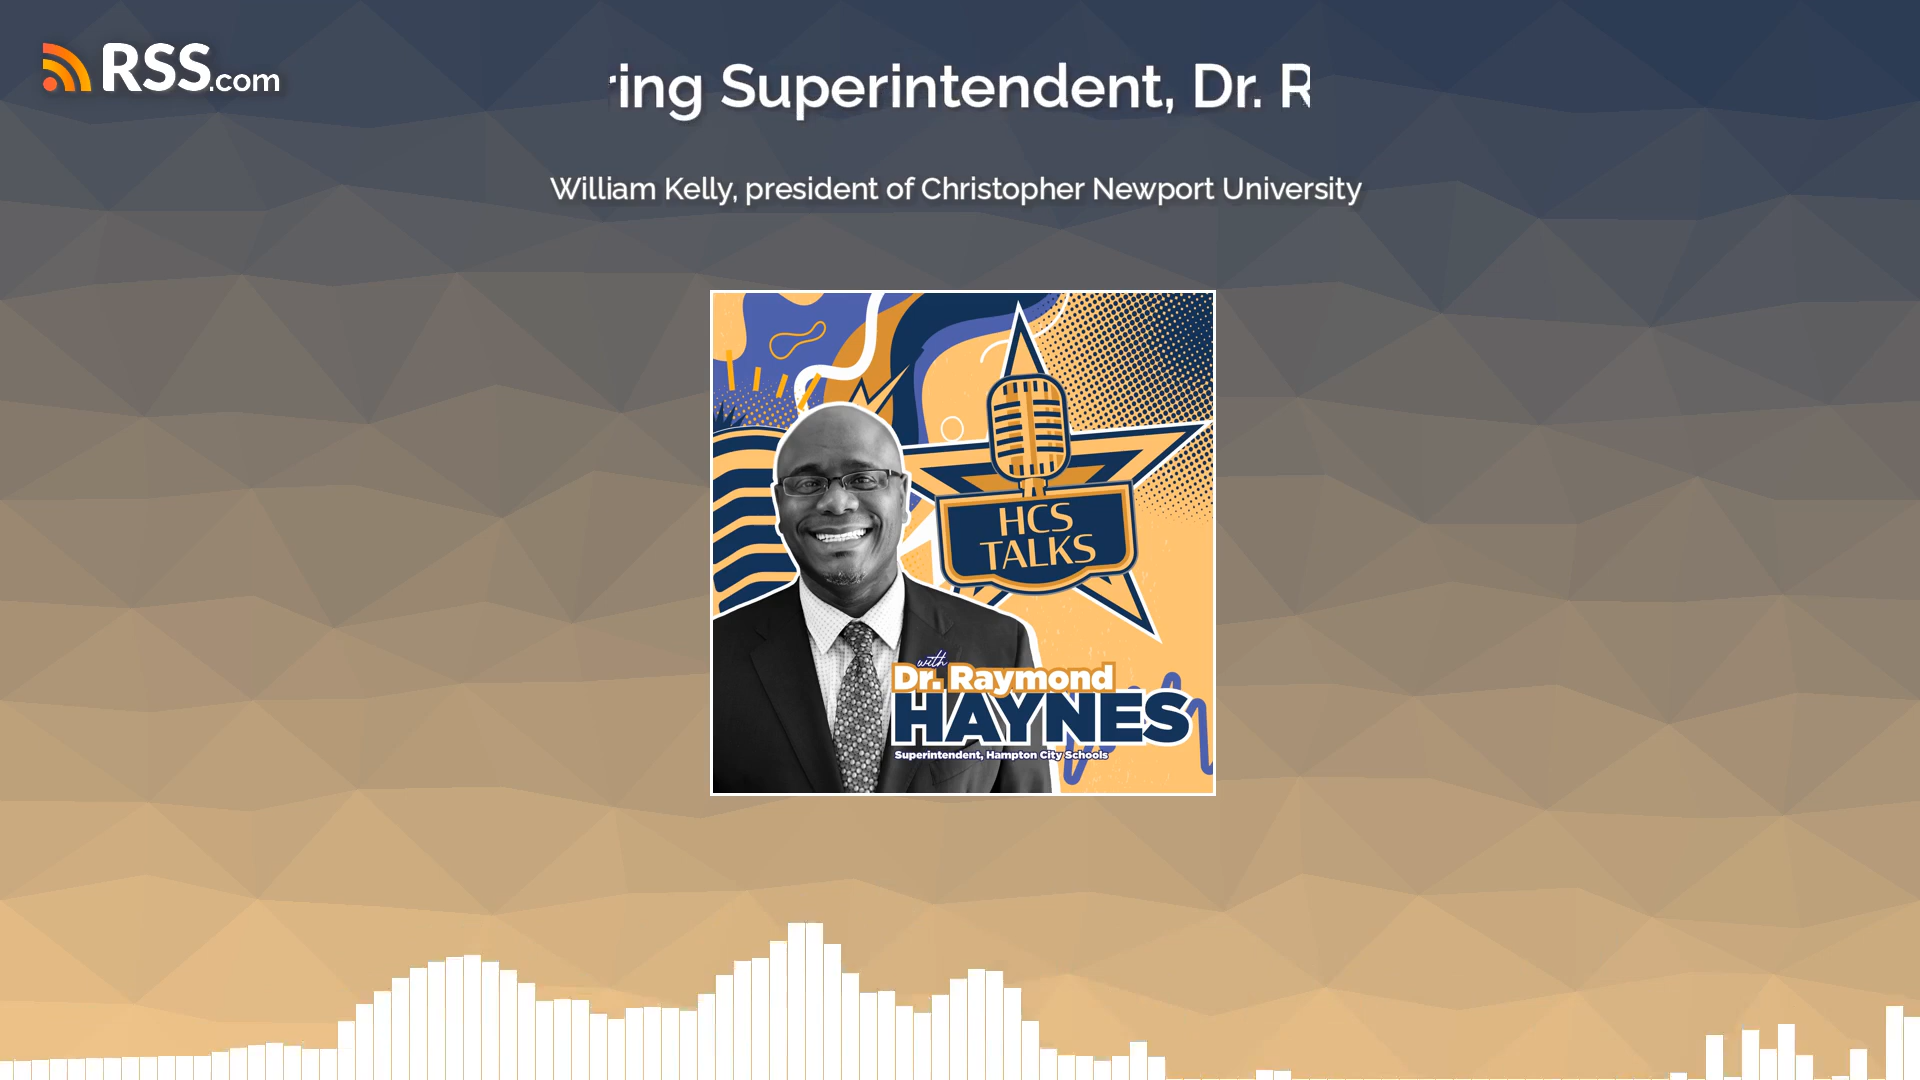 RSS.com
ring Superintendent, Dr. R
William Kelly, president of Christopher Newport University
HCS
TALKS
with
Dr. Raymond
HAYNES
Superintendent, Hampton City Schools